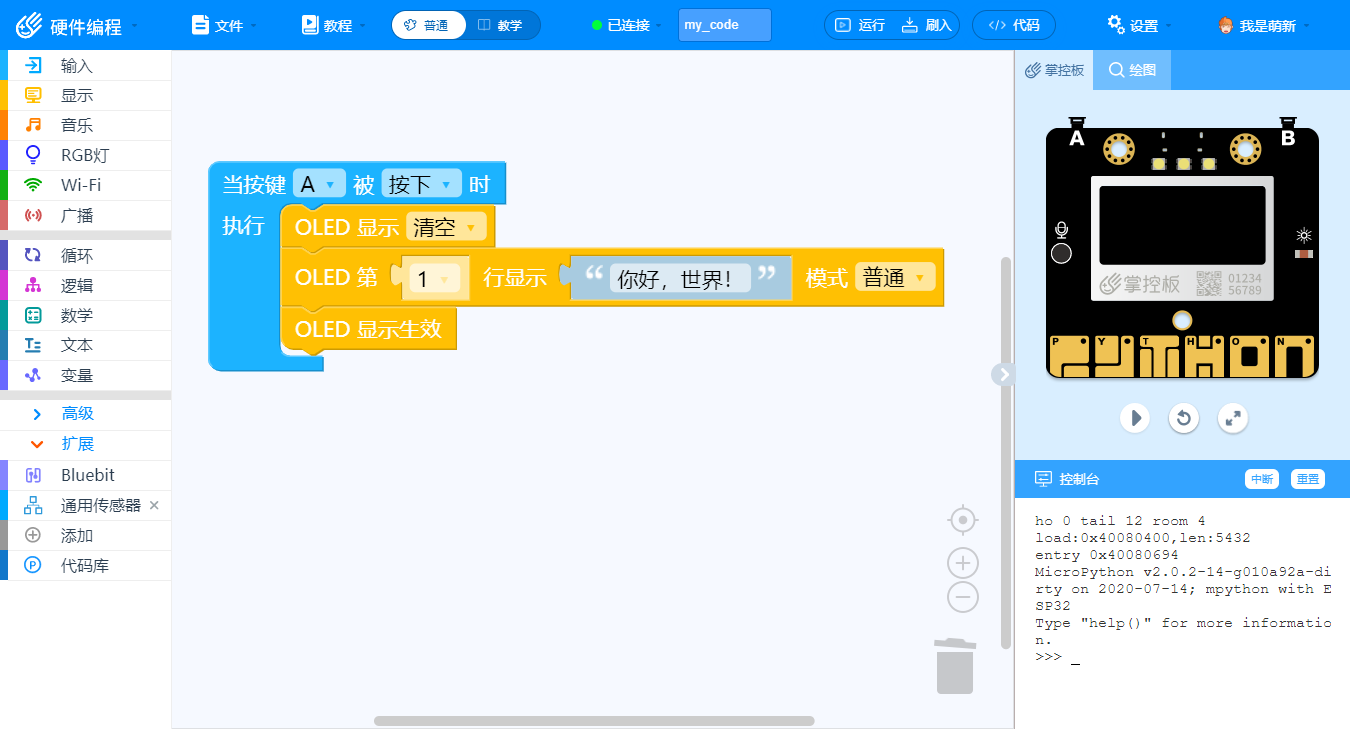 硬件编程 文件 教程 普通 教学 已连接 my_code 运行 刷入 代码 设置 我是萌新
输入
显示
音乐
RGB灯
Wi-Fi
广播
循环
逻辑
数学
文本
变量
高级
扩展
Bluebit
通用传感器
添加
代码库
当按键 A 被 按下 时
执行 OLED 显示 清空
OLED 第 1 行显示 “ 你好，世界！ ” 模式 普通
OLED 显示生效
掌控板 绘图
A B
掌控板 01234
56789
P Y T H O N
控制台 中断 重置
ho 0 tail 12 room 4
load:0x40080400,len:5432
entry 0x40080694
MicroPython v2.0.2-14-g010a92a-di
rty on 2020-07-14; mpython with E
SP32
Type "help()" for more informatio
n.
>>> _